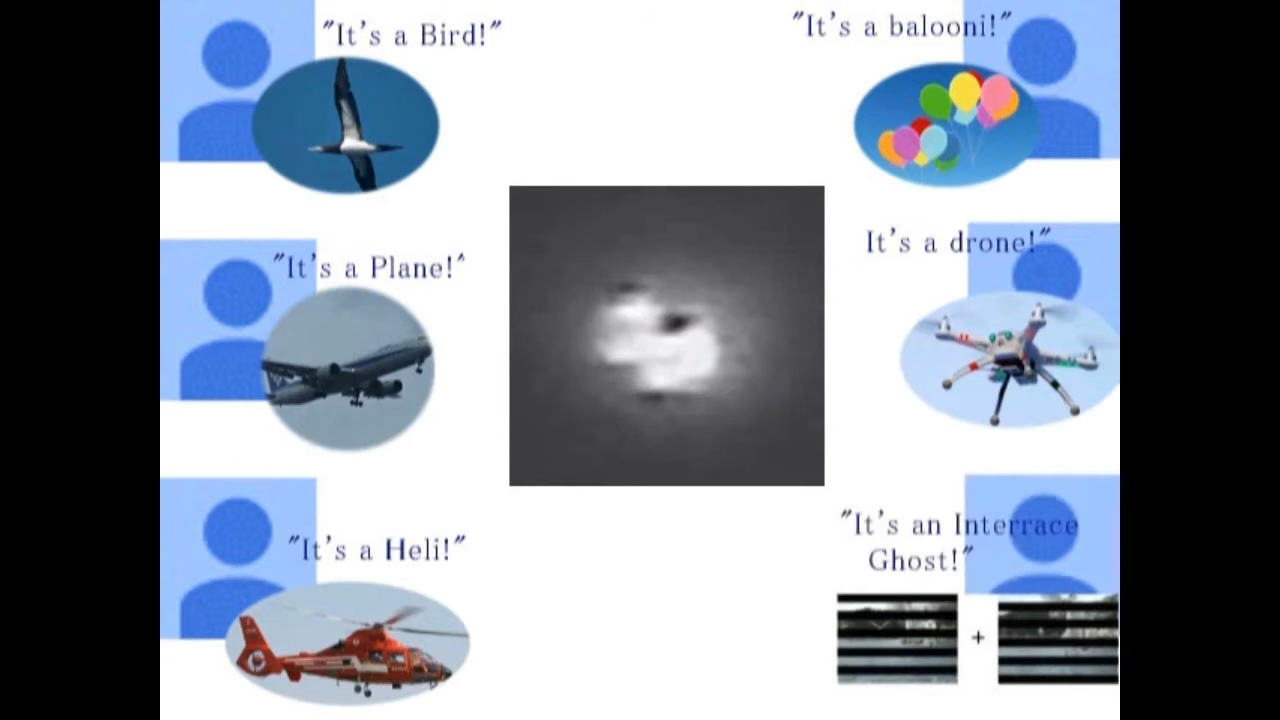 "It's a Bird!"
"It's a balooni!"
"It's a Plane!"
It's a drone!"
"It's a Heli!"
"It's an Interrace
Ghost!"
+